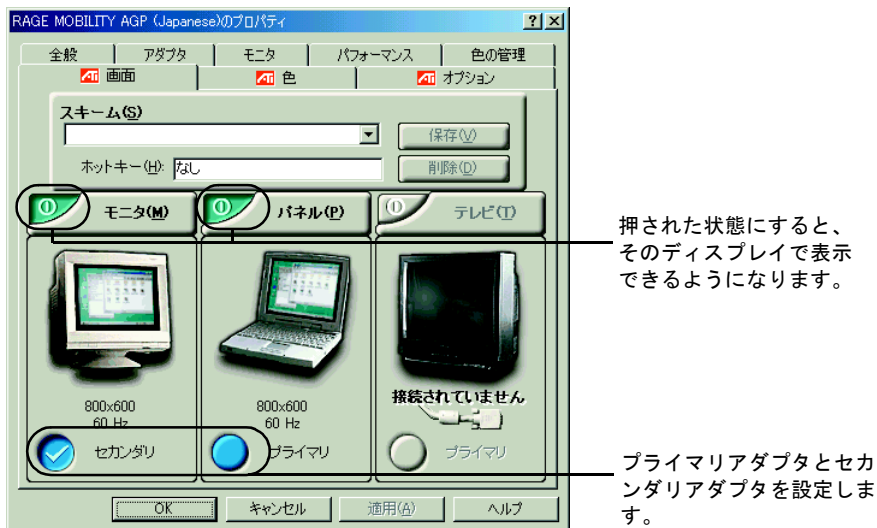 RAGE MOBILITY AGP (Japanese)のプロパティ
全般 アダプタ モニタ パフォーマンス 色の管理
ATI 画面 ATI 色 ATI オプション
スキーム(S)
保存(V)
ホットキー(H): なし 削除(D)
モニタ(M) パネル(P) テレビ(T)
押された状態にすると、
そのディスプレイで表示
できるようになります。
接続されていません
800x600 800x600
60 Hz 60 Hz
セカンダリ プライマリ プライマリ
プライマリアダプタとセカ
ンダリアダプタを設定しま
す。
OK キャンセル 適用(A) ヘルプ